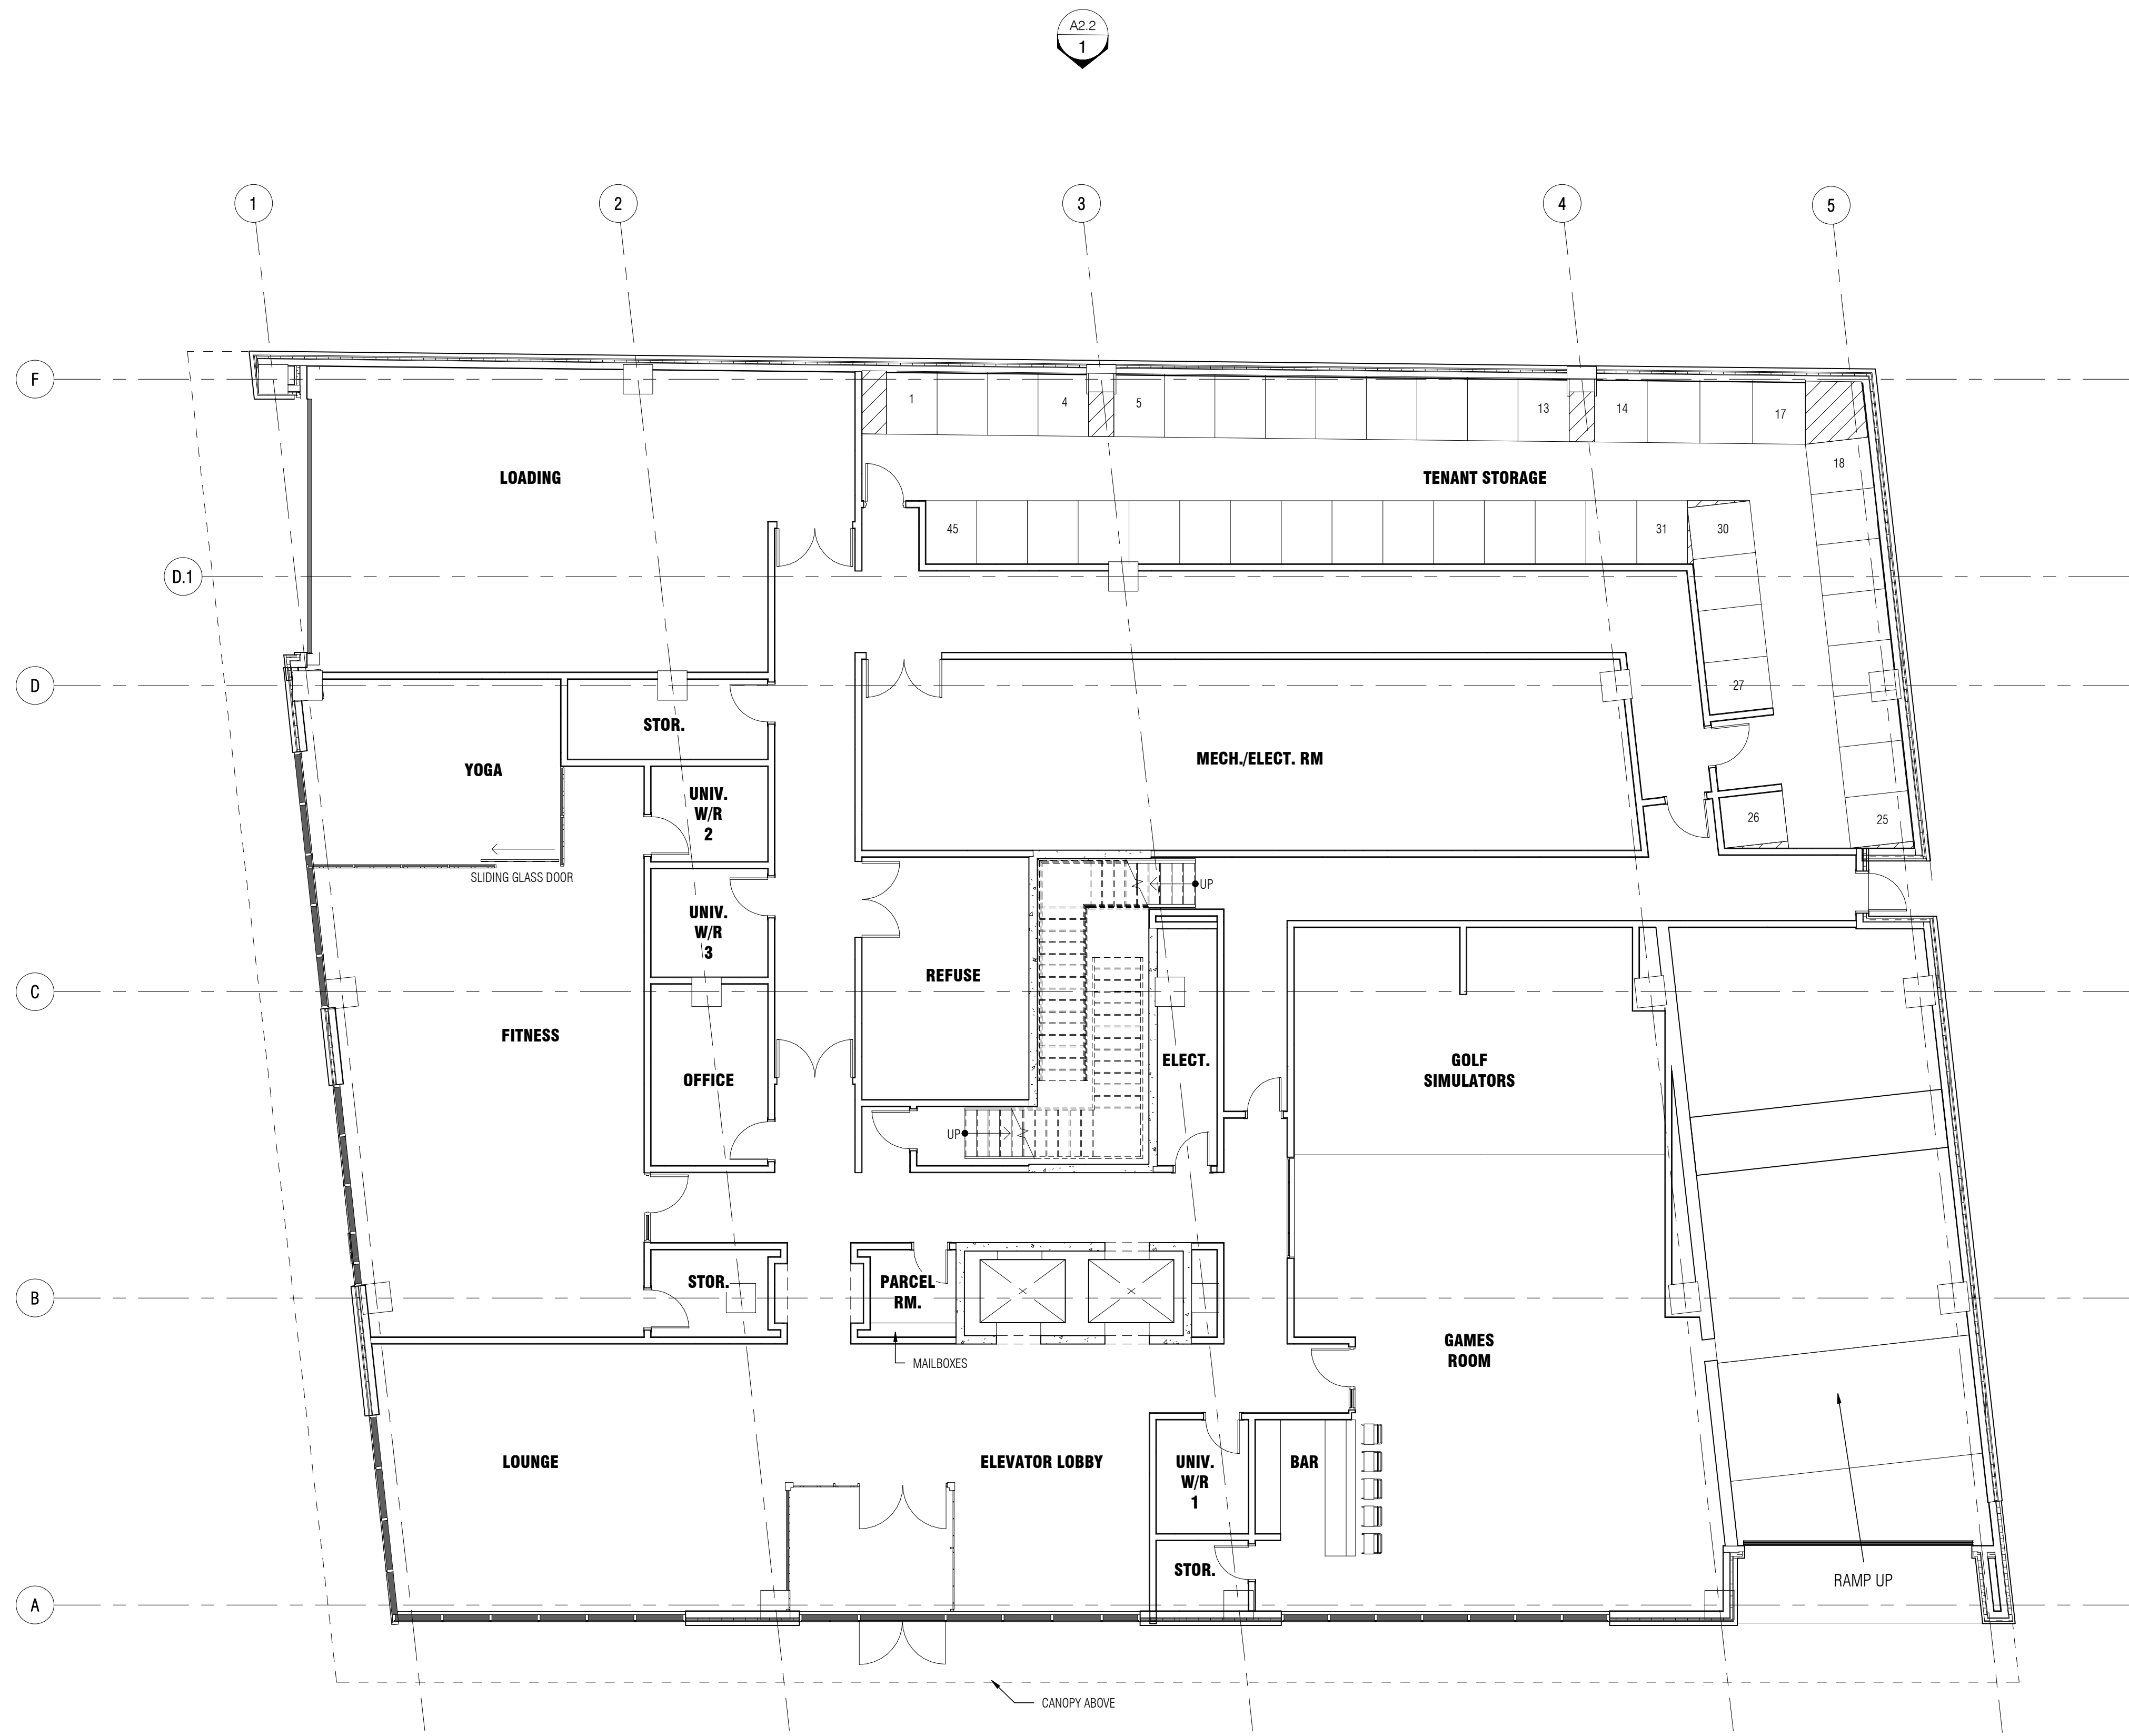 A2.2
1
1
2
3
4
5
F
1
4
5
13
14
17
LOADING
TENANT STORAGE
18
45
31
30
D.1
D
27
STOR.
YOGA
MECH./ELECT. RM
UNIV.
W/R
2
26
25
SLIDING GLASS DOOR
UP
UNIV.
W/R
3
REFUSE
C
FITNESS
OFFICE
ELECT.
GOLF
SIMULATORS
UP
STOR.
PARCEL
RM.
B
GAMES
ROOM
MAILBOXES
LOUNGE
ELEVATOR LOBBY
UNIV.
W/R
1
BAR
STOR.
RAMP UP
A
CANOPY ABOVE